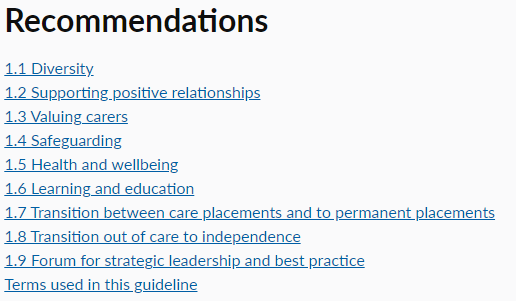 Recommendations
1.1 Diversity
1.2 Supporting positive relationships
1.3 Valuing carers
1.4 Safeguarding
1.5 Health and wellbeing
1.6 Learning and education
1.7 Transition between care placements and to permanent placements
1.8 Transition out of care to independence
1.9 Forum for strategic leadership and best practice
Terms used in this guideline